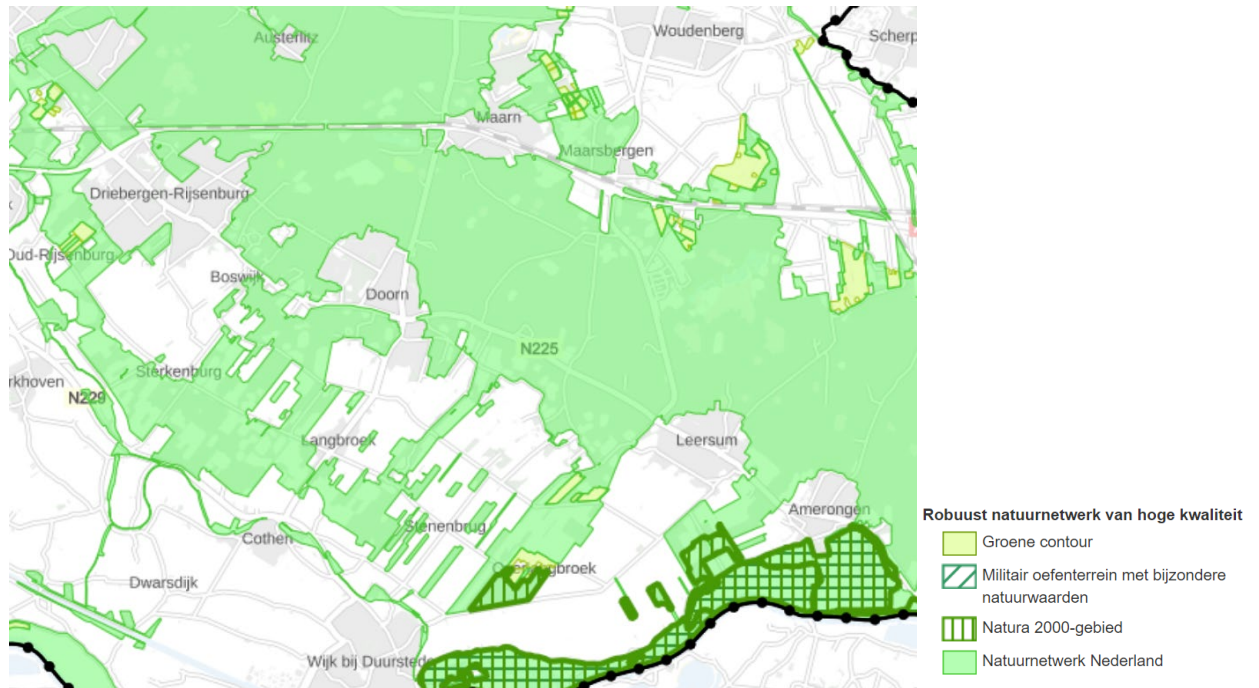 Austerlitz
Woudenberg
Scherp
Maarn
Maarsbergen
Driebergen-Rijsenburg
Oud-Rijsenburg
Boswijk
Doorn
N225
Sterkenburg
rkhoven
N229
Langbroek
Leersum
Amerongen
Stenenbrug
Cothen
Overlangbroek
Dwarsdijk
Wijk bij Duurstede
Robuust natuurnetwerk van hoge kwaliteit
Groene contour
Militair oefenterrein met bijzondere
natuurwaarden
Natura 2000-gebied
Natuurnetwerk Nederland